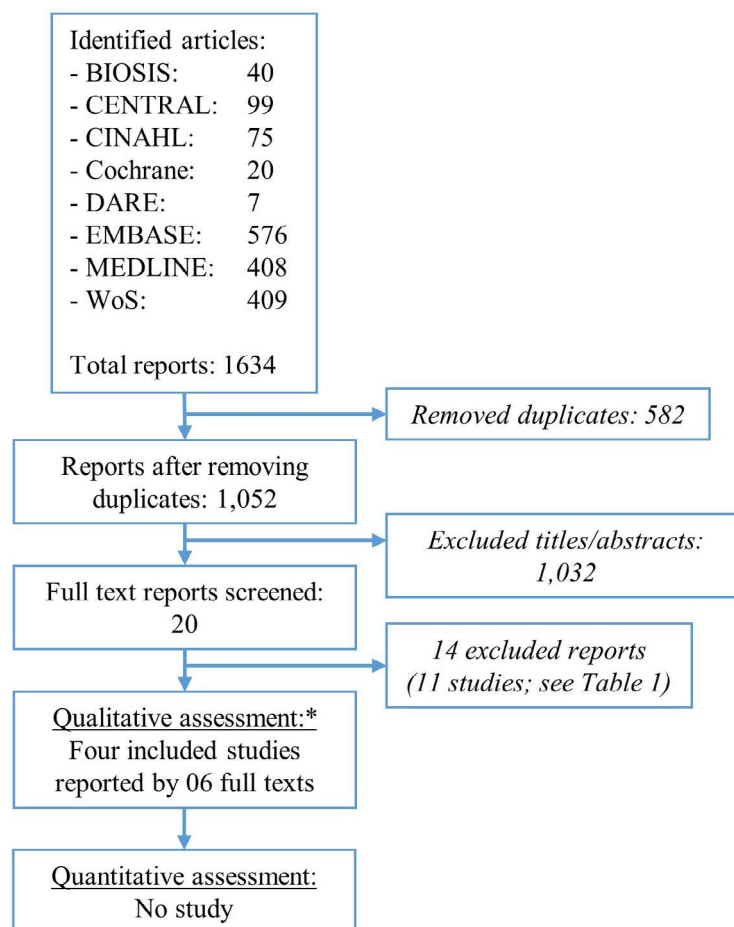 Identified articles:
- BIOSIS: 40
- CENTRAL: 99
- CINAHL: 75
- Cochrane: 20
- DARE: 7
- EMBASE: 576
- MEDLINE: 408
- WoS: 409
Total reports: 1634
Removed duplicates: 582
Reports after removing
duplicates: 1,052
Excluded titles/abstracts:
1,032
Full text reports screened:
20
14 excluded reports
(11 studies; see Table 1)
Qualitative assessment:*
Four included studies
reported by 06 full texts
Quantitative assessment:
No study